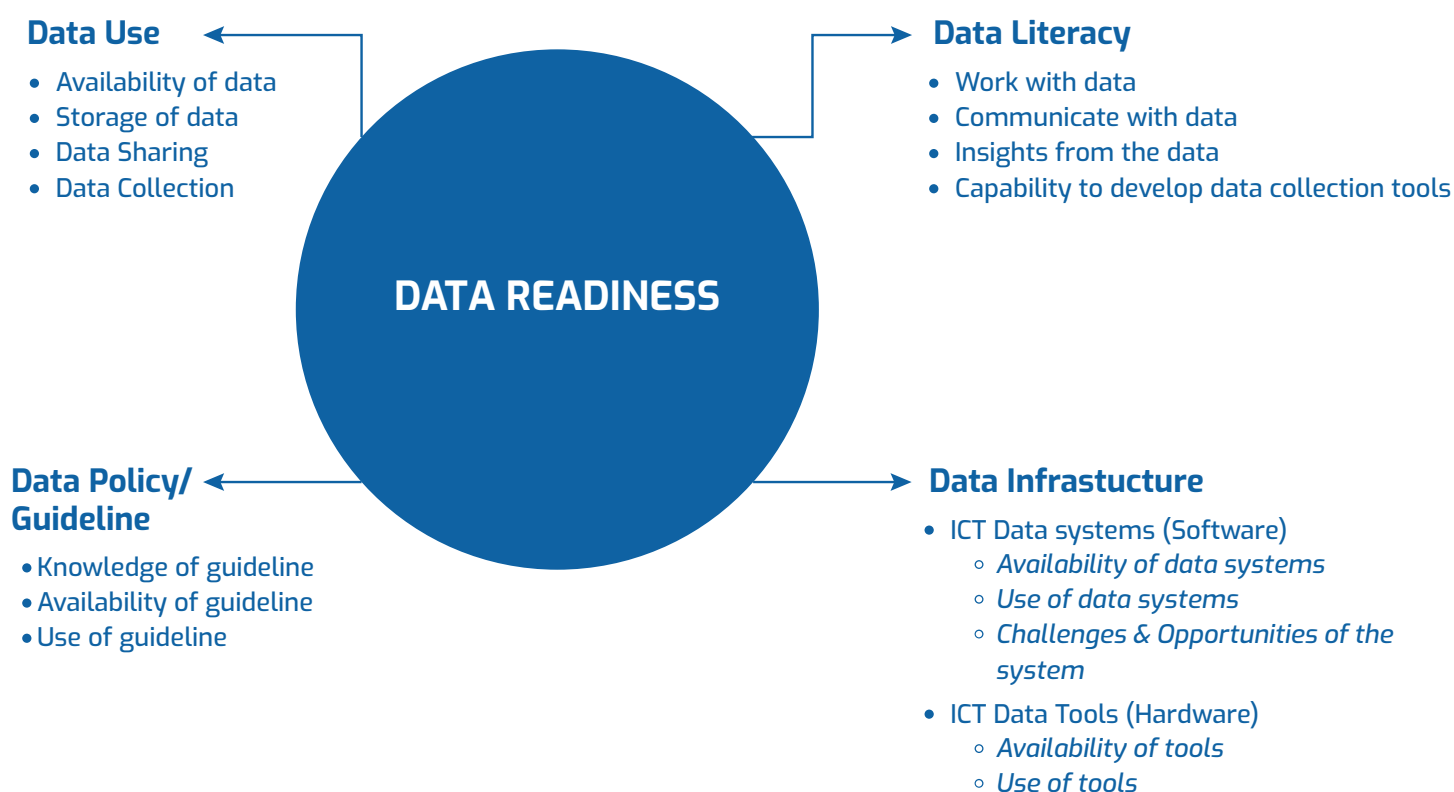 Data Use
• Availability of data
• Storage of data
• Data Sharing
• Data Collection
Data Literacy
• Work with data
• Communicate with data
• Insights from the data
• Capability to develop data collection tools
DATA READINESS
Data Policy/
Guideline
• Knowledge of guideline
• Availability of guideline
• Use of guideline
Data Infrastucture
• ICT Data systems (Software)
◦ Availability of data systems
◦ Use of data systems
◦ Challenges & Opportunities of the
system
• ICT Data Tools (Hardware)
◦ Availability of tools
◦ Use of tools